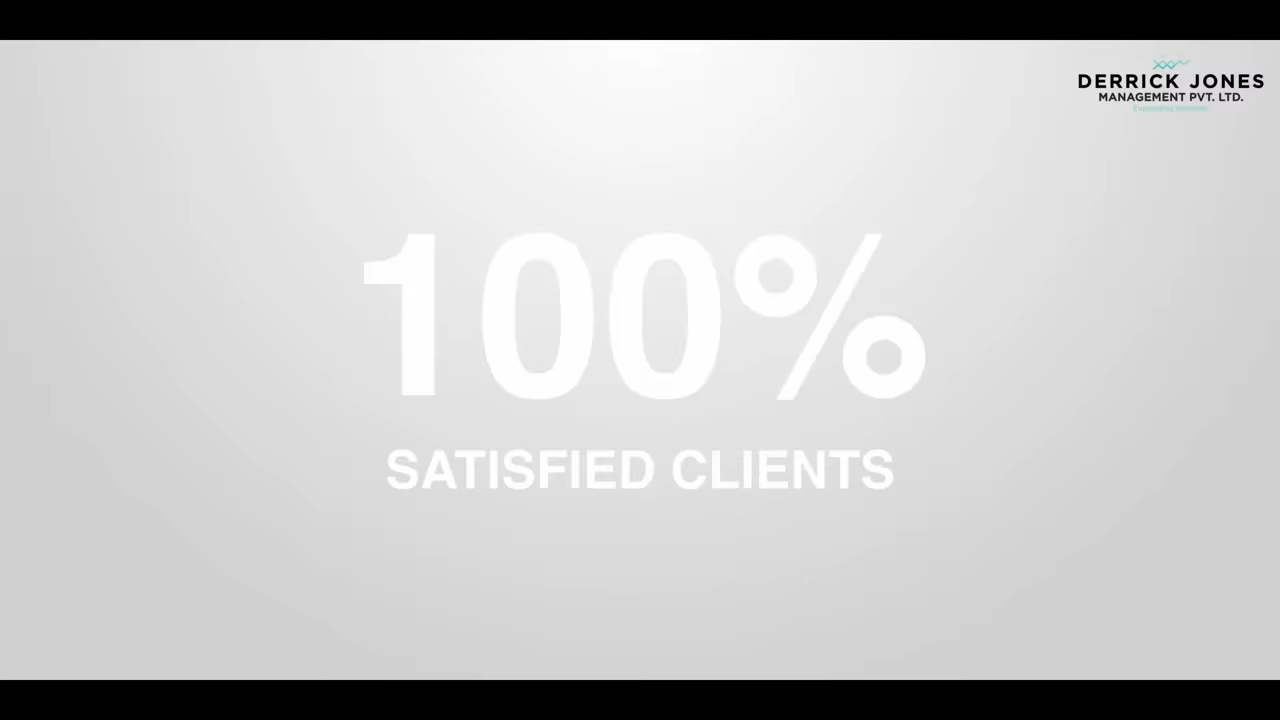 DERRICK JONES
MANAGEMENT PVT. LTD.
100%
SATISFIED CLIENTS